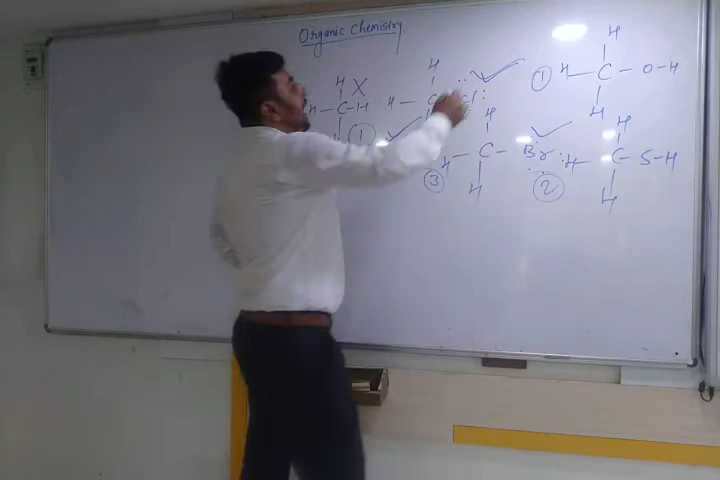 Organic Chemistry
H X
H - C - H
H
①
H
H - C - Cl
H
H - C - Br
H
③
②
①
H
H - C - O - H
H
H
H - C - S - H
H